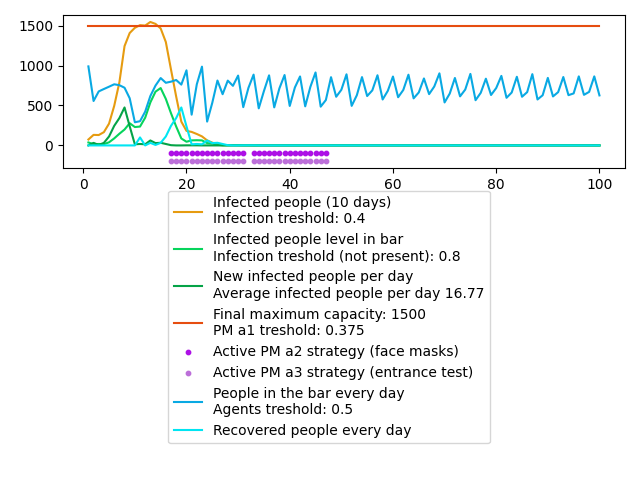 1500
1000
500
0
0 20 40 60 80 100
Infected people (10 days)
Infection treshold: 0.4
Infected people level in bar
Infection treshold (not present): 0.8
New infected people per day
Average infected people per day 16.77
Final maximum capacity: 1500
PM a1 treshold: 0.375
Active PM a2 strategy (face masks)
Active PM a3 strategy (entrance test)
People in the bar every day
Agents treshold: 0.5
Recovered people every day